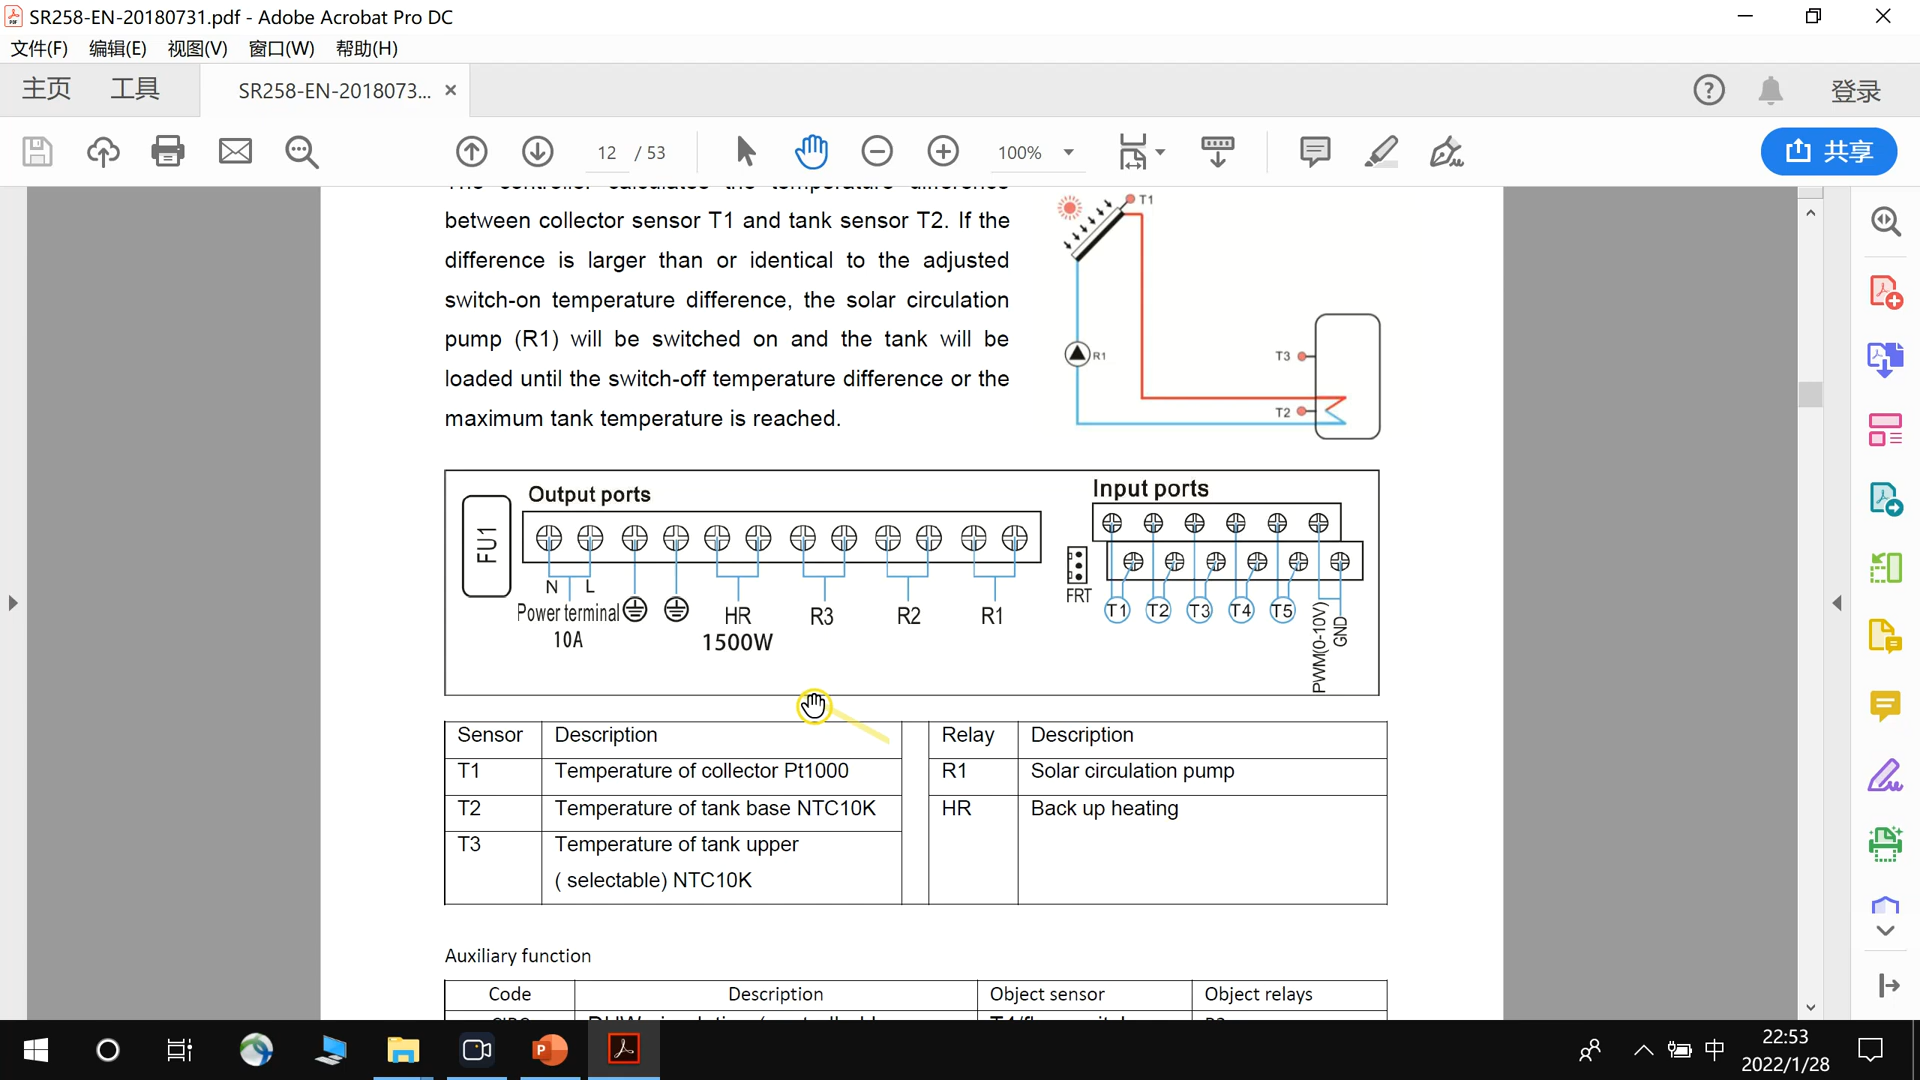 SR258-EN-20180731.pdf - Adobe Acrobat Pro DC
文件(F) 编辑(E) 视图(V) 窗口(W) 帮助(H)
主页 工具 SR258-EN-2018073... × 登录
12 / 53 100% 共享
The controller calculates the temperature difference
between collector sensor T1 and tank sensor T2. If the
difference is larger than or identical to the adjusted
switch-on temperature difference, the solar circulation
pump (R1) will be switched on and the tank will be
loaded until the switch-off temperature difference or the
maximum tank temperature is reached.
T1
R1
T3
T2
Output ports
FU1
N L
Power terminal
10A
HR
1500W
R3
R2
R1
Input ports
FRT
T1 T2 T3 T4 T5
PWM(0-10V)
GND
Sensor Description Relay Description
T1 Temperature of collector Pt1000 R1 Solar circulation pump
T2 Temperature of tank base NTC10K HR Back up heating
T3 Temperature of tank upper
( selectable) NTC10K
Auxiliary function
Code Description Object sensor Object relays
中
22:53
2022/1/28